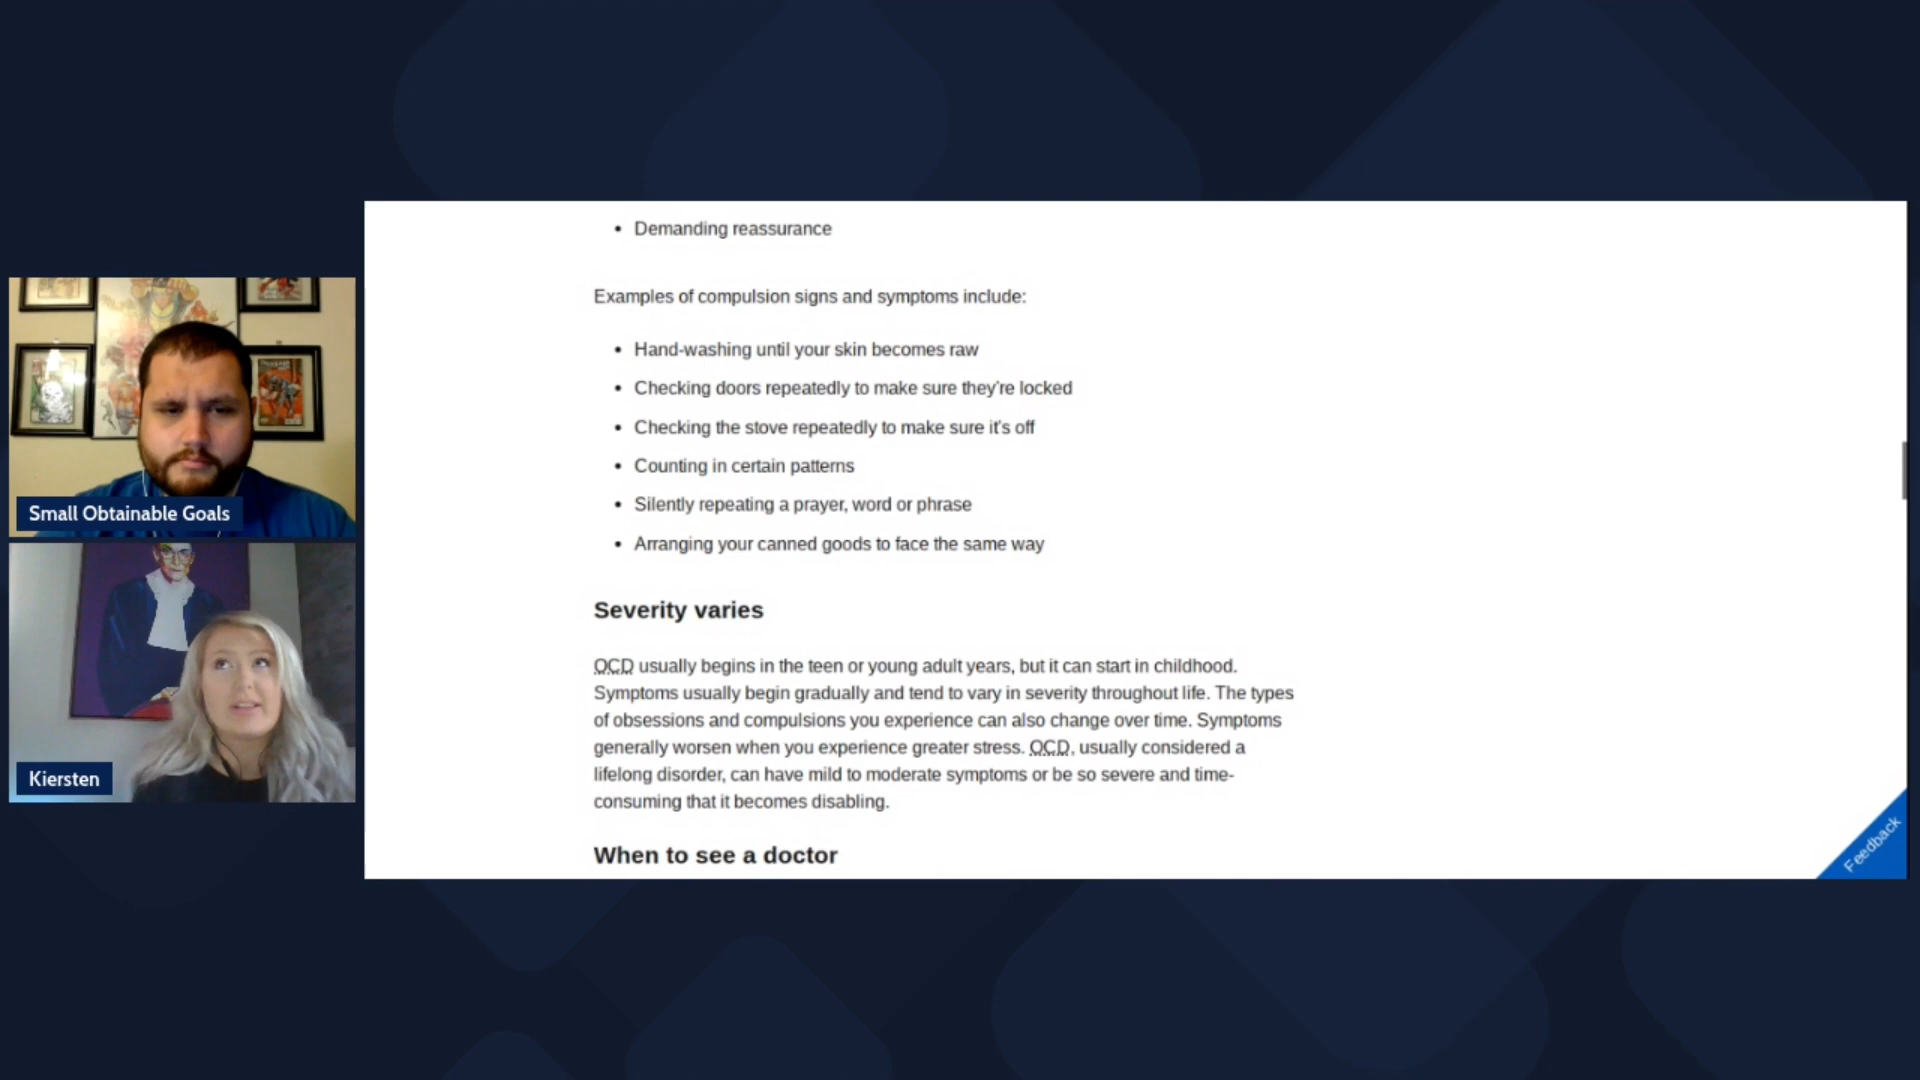 Demanding reassurance
Examples of compulsion signs and symptoms include:
Hand-washing until your skin becomes raw
Checking doors repeatedly to make sure they're locked
Checking the stove repeatedly to make sure it's off
Counting in certain patterns
Silently repeating a prayer, word or phrase
Arranging your canned goods to face the same way
Severity varies
OCD usually begins in the teen or young adult years, but it can start in childhood.
Symptoms usually begin gradually and tend to vary in severity throughout life. The types
of obsessions and compulsions you experience can also change over time. Symptoms
generally worsen when you experience greater stress. OCD, usually considered a
lifelong disorder, can have mild to moderate symptoms or be so severe and time-
consuming that it becomes disabling.
When to see a doctor
Feedback
Small Obtainable Goals
Kiersten